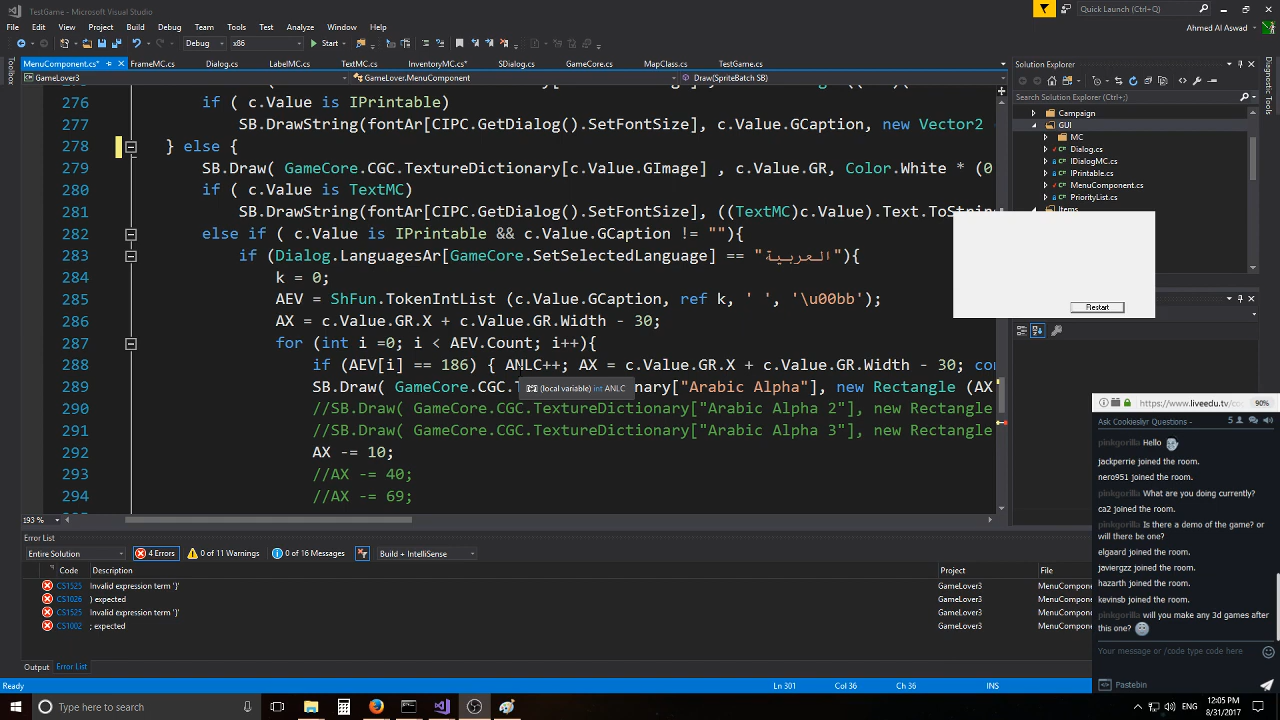 TestGame - Microsoft Visual Studio
Quick Launch (Ctrl+Q)
File Edit View Project Build Debug Team Tools Test Analyze Window Help
Ahmed Al Aswad
Debug x86 Start
MenuComponent.cs* FrameMC.cs Dialog.cs LabelMC.cs TextMC.cs InventoryMC.cs* SDialog.cs GameCore.cs MapClass.cs TestGame.cs
GameLover3 GameLover.MenuComponent Draw(SpriteBatch SB)
Toolbox
276 if ( c.Value is IPrintable)
277 SB.DrawString(fontAr[CIPC.GetDialog().SetFontSize], c.Value.GCaption, new Vector2
278 } else {
279 SB.Draw( GameCore.CGC.TextureDictionary[c.Value.GImage] , c.Value.GR, Color.White * (0
280 if ( c.Value is TextMC)
281 SB.DrawString(fontAr[CIPC.GetDialog().SetFontSize], ((TextMC)c.Value).Text.ToString
282 else if ( c.Value is IPrintable && c.Value.GCaption != ""){
283 if (Dialog.LanguagesAr[GameCore.SetSelectedLanguage] == "العربية"){
284 k = 0;
285 AEV = ShFun.TokenIntList (c.Value.GCaption, ref k, ' ', '\u00bb');
286 AX = c.Value.GR.X + c.Value.GR.Width - 30;
287 for (int i =0; i < AEV.Count; i++){
288 if (AEV[i] == 186) { ANLC++; AX = c.Value.GR.X + c.Value.GR.Width - 30; con
289 SB.Draw( GameCore.CGC.T nary["Arabic Alpha"], new Rectangle (AX
(local variable) int ANLC
290 //SB.Draw( GameCore.CGC.TextureDictionary["Arabic Alpha 2"], new Rectangle
291 //SB.Draw( GameCore.CGC.TextureDictionary["Arabic Alpha 3"], new Rectangle
292 AX -= 10;
293 //AX -= 40;
294 //AX -= 69;
193 %
Solution Explorer
Search Solution Explorer (Ctrl+;)
Campaign
GUI
MC
Dialog.cs
IDialogMC.cs
IPrintable.cs
MenuComponent.cs
PriorityList.cs
Items
Diagnostic Tools
Restart
Error List
Entire Solution 4 Errors 0 of 11 Warnings 0 of 16 Messages Build + IntelliSense
Code Description Project File
CS1525 Invalid expression term '}' GameLover3 MenuCompon
CS1026 ) expected GameLover3 MenuCompon
CS1525 Invalid expression term '}' GameLover3 MenuCompon
CS1002 ; expected GameLover3 MenuCompon
Output Error List
Ready Ln 301 Col 36 Ch 36 INS
https://www.liveedu.tv/co 90%
Ask Cookieslyr Questions - 5
pinkgorilla Hello
jackperrie joined the room.
nero951 joined the room.
pinkgorilla What are you doing currently?
ca2 joined the room.
pinkgorilla Is there a demo of the game? or
will there be one?
elgaard joined the room.
javiergzz joined the room.
hazarth joined the room.
kevinsb joined the room.
pinkgorilla will you make any 3d games after
this one?
Your message or /code type code here
Pastebin
Type here to search
ENG
12:05 PM
8/31/2017